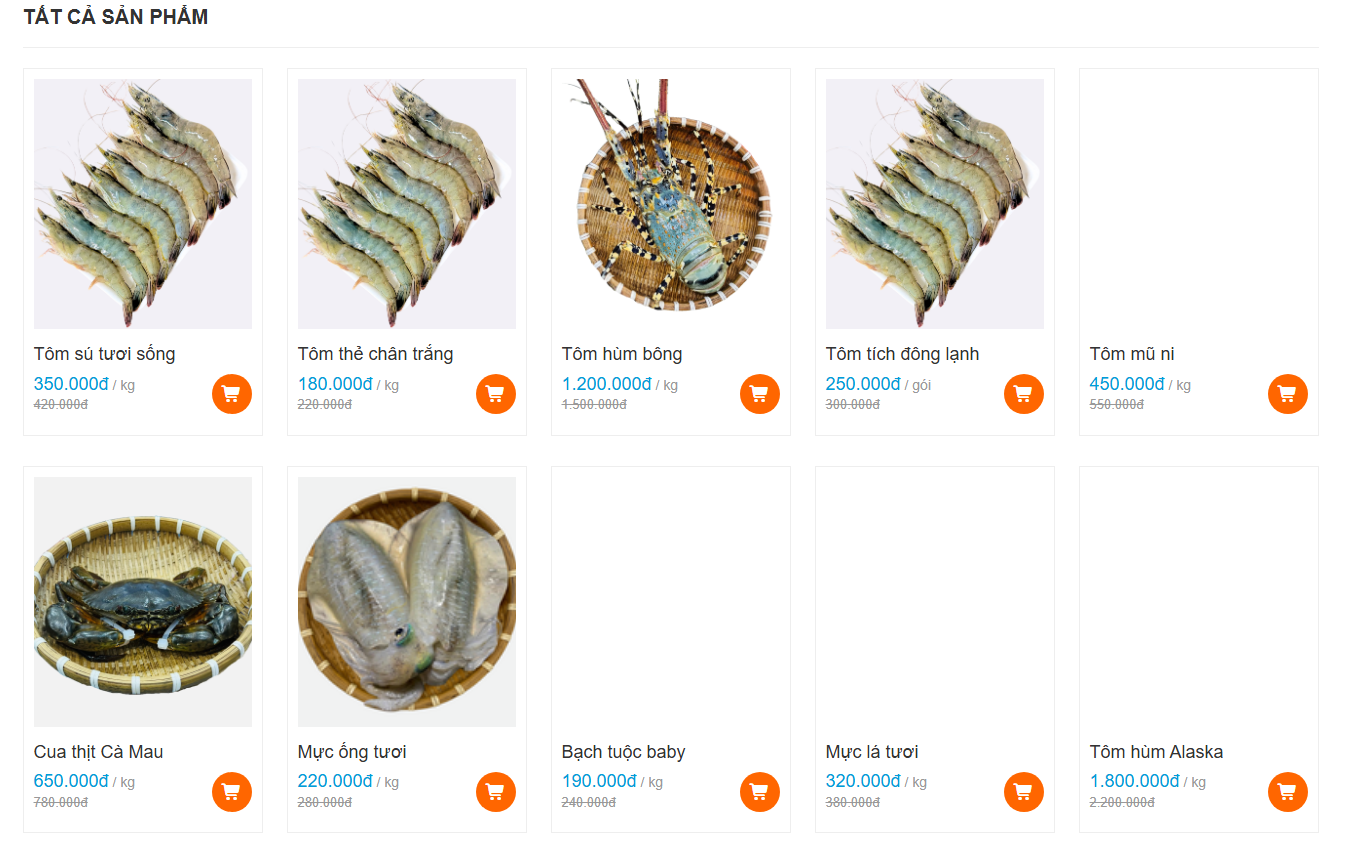 TẤT CẢ SẢN PHẨM
Tôm sú tươi sống
350.000đ / kg
420.000đ
Tôm thẻ chân trắng
180.000đ / kg
220.000đ
Tôm hùm bông
1.200.000đ / kg
1.500.000đ
Tôm tích đông lạnh
250.000đ / gói
300.000đ
Tôm mũ ni
450.000đ / kg
550.000đ
Cua thịt Cà Mau
650.000đ / kg
780.000đ
Mực ống tươi
220.000đ / kg
280.000đ
Bạch tuộc baby
190.000đ / kg
240.000đ
Mực lá tươi
320.000đ / kg
380.000đ
Tôm hùm Alaska
1.800.000đ / kg
2.200.000đ